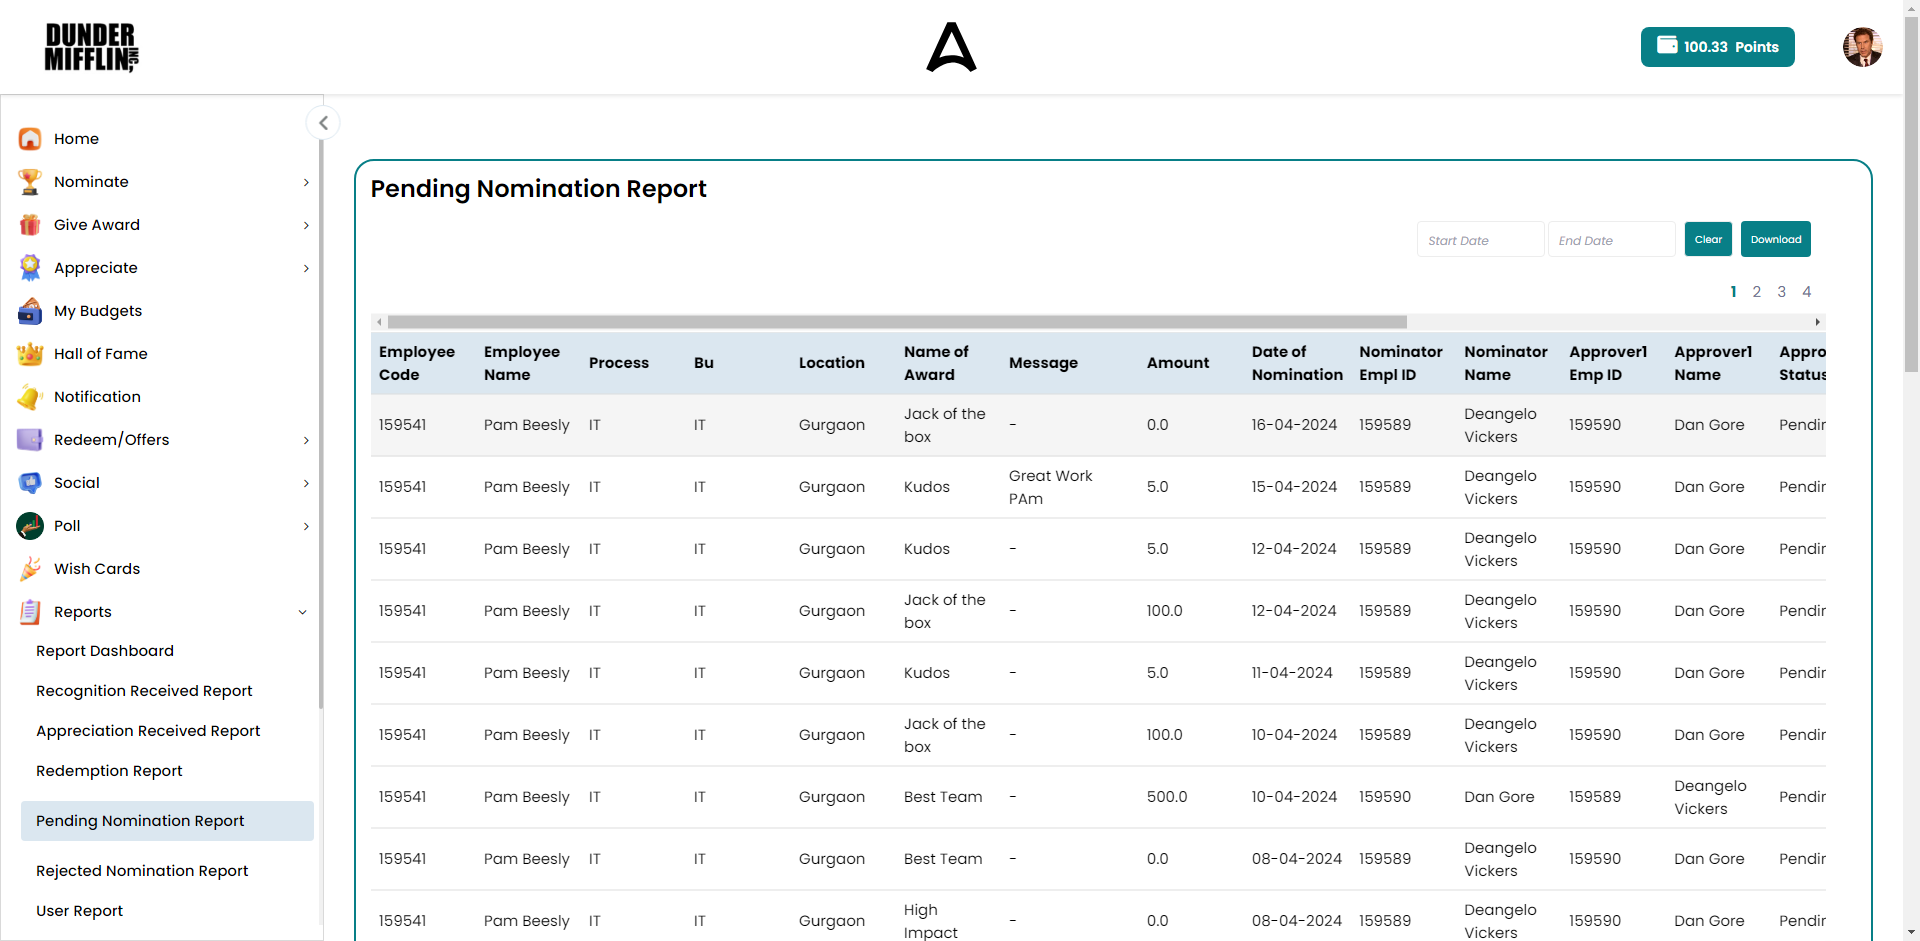 DUNDER
MIFFLIN INC,
100.33 Points
Home
Nominate
Give Award
Appreciate
My Budgets
Hall of Fame
Notification
Redeem/Offers
Social
Poll
Wish Cards
Reports
Report Dashboard
Recognition Received Report
Appreciation Received Report
Redemption Report
Pending Nomination Report
Rejected Nomination Report
User Report
Pending Nomination Report
Start Date End Date Clear Download
1 2 3 4
Employee Code Employee Name Process Bu Location Name of Award Message Amount Date of Nomination Nominator Empl ID Nominator Name Approver1 Emp ID Approver1 Name Appro Status
159541 Pam Beesly IT IT Gurgaon Jack of the box - 0.0 16-04-2024 159589 Deangelo Vickers 159590 Dan Gore Pendir
159541 Pam Beesly IT IT Gurgaon Kudos Great Work PAm 5.0 15-04-2024 159589 Deangelo Vickers 159590 Dan Gore Pendir
159541 Pam Beesly IT IT Gurgaon Kudos - 5.0 12-04-2024 159589 Deangelo Vickers 159590 Dan Gore Pendir
159541 Pam Beesly IT IT Gurgaon Jack of the box - 100.0 12-04-2024 159589 Deangelo Vickers 159590 Dan Gore Pendir
159541 Pam Beesly IT IT Gurgaon Kudos - 5.0 11-04-2024 159589 Deangelo Vickers 159590 Dan Gore Pendir
159541 Pam Beesly IT IT Gurgaon Jack of the box - 100.0 10-04-2024 159589 Deangelo Vickers 159590 Dan Gore Pendir
159541 Pam Beesly IT IT Gurgaon Best Team - 500.0 10-04-2024 159590 Dan Gore 159589 Deangelo Vickers Pendir
159541 Pam Beesly IT IT Gurgaon Best Team - 0.0 08-04-2024 159589 Deangelo Vickers 159590 Dan Gore Pendir
159541 Pam Beesly IT IT Gurgaon High Impact - 0.0 08-04-2024 159589 Deangelo Vickers 159590 Dan Gore Pendir